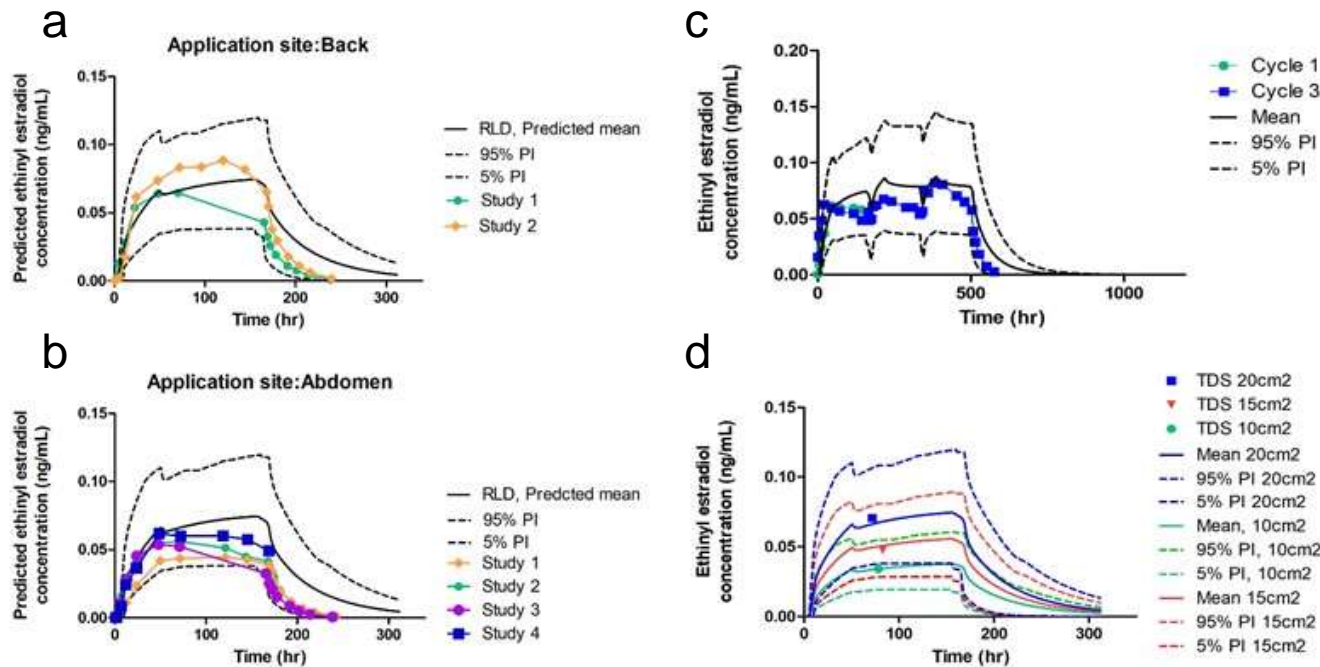 a
Application site:Back
Predicted ethinyl estradiol
concentration (ng/mL)
0.15
0.10
0.05
0.00
0
100
200
300
Time (hr)
RLD, Predicted mean
95% PI
5% PI
Study 1
Study 2
b
Application site:Abdomen
Predicted ethinyl estradiol
concentration (ng/mL)
0.15
0.10
0.05
0.00
0
100
200
300
Time (hr)
RLD, Predcted mean
95% PI
5% PI
Study 1
Study 2
Study 3
Study 4
c
Ethinyl estradiol
concentration (ng/mL)
0.20
0.15
0.10
0.05
0.00
0
500
1000
Time (hr)
Cycle 1
Cycle 3
Mean
95% PI
5% PI
d
Ethinyl estradiol
concentration (ng/mL)
0.15
0.10
0.05
0.00
0
100
200
300
Time (hr)
TDS 20cm2
TDS 15cm2
TDS 10cm2
Mean 20cm2
95% PI 20cm2
5% PI 20cm2
Mean, 10cm2
95% PI, 10cm2
5% PI, 10cm2
Mean 15cm2
95% PI 15cm2
5% PI 15cm2